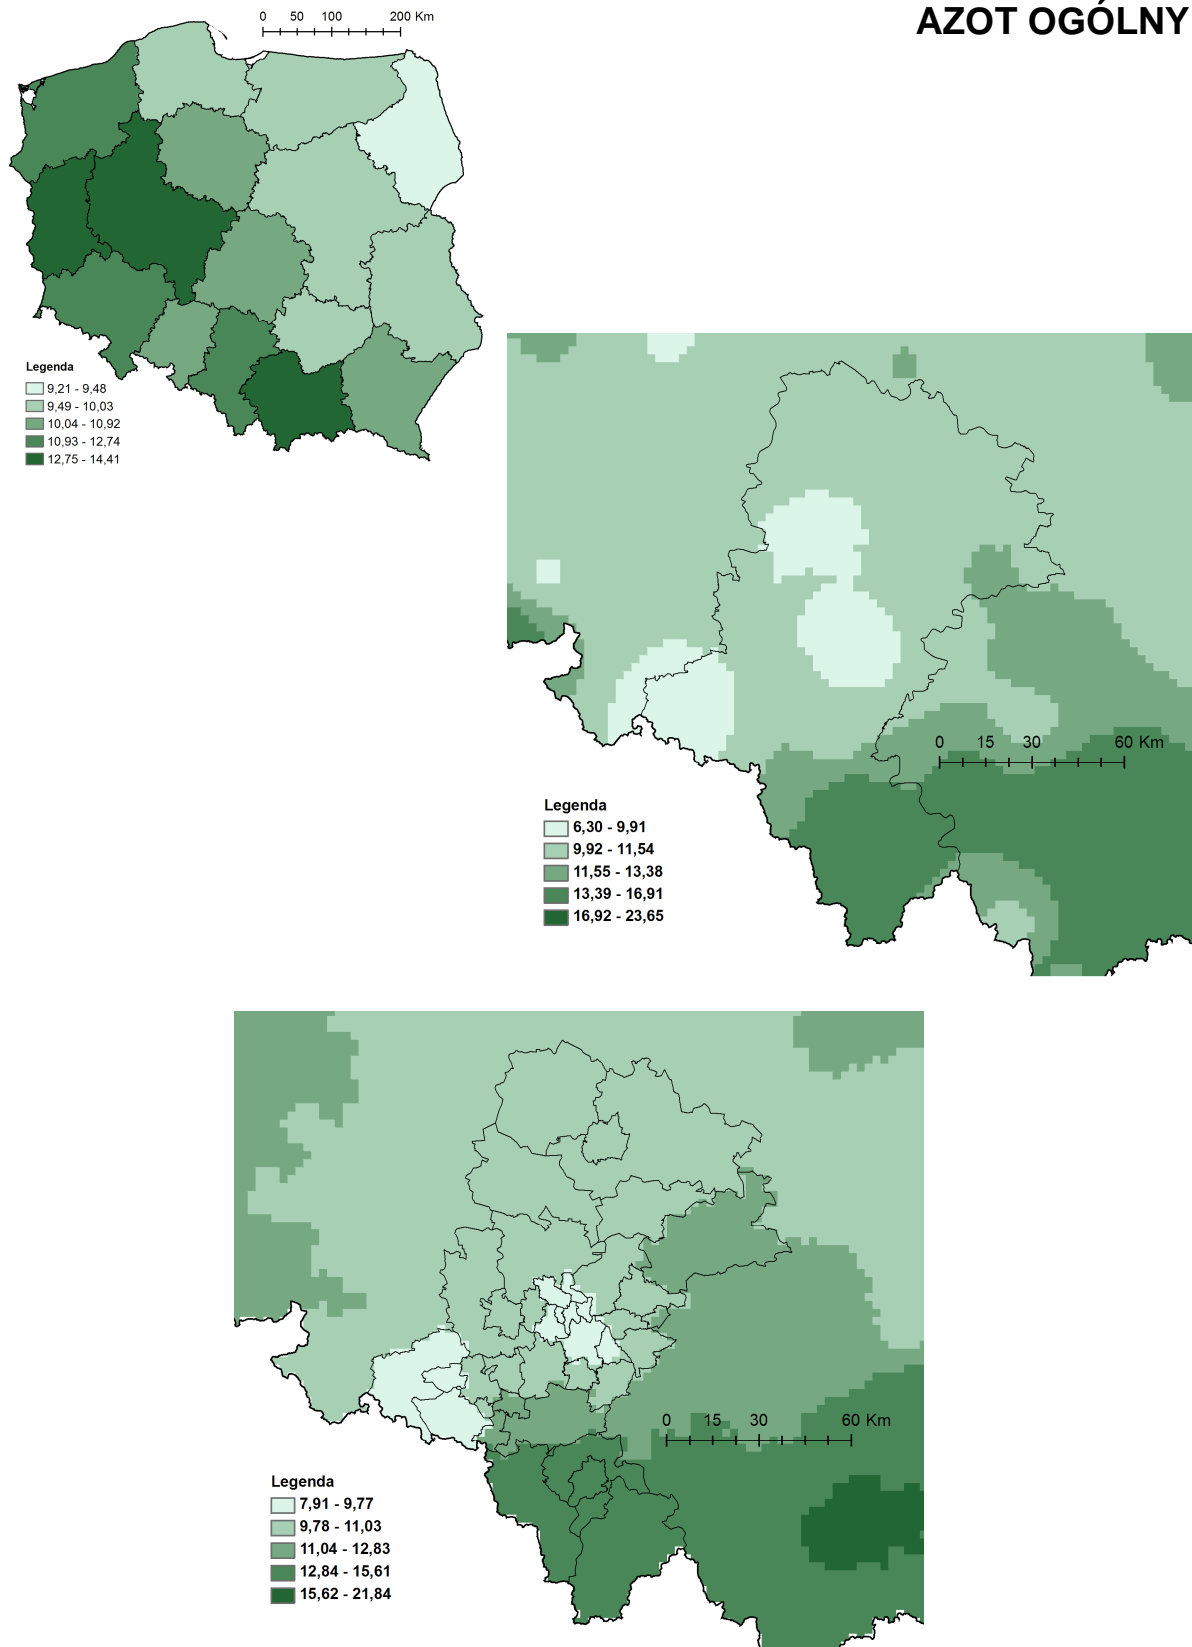 AZOT OGÓLNY
0 50 100 200 Km
Legenda
9,21 - 9,48
9,49 - 10,03
10,04 - 10,92
10,93 - 12,74
12,75 - 14,41
0 15 30 60 Km
Legenda
6,30 - 9,91
9,92 - 11,54
11,55 - 13,38
13,39 - 16,91
16,92 - 23,65
0 15 30 60 Km
Legenda
7,91 - 9,77
9,78 - 11,03
11,04 - 12,83
12,84 - 15,61
15,62 - 21,84